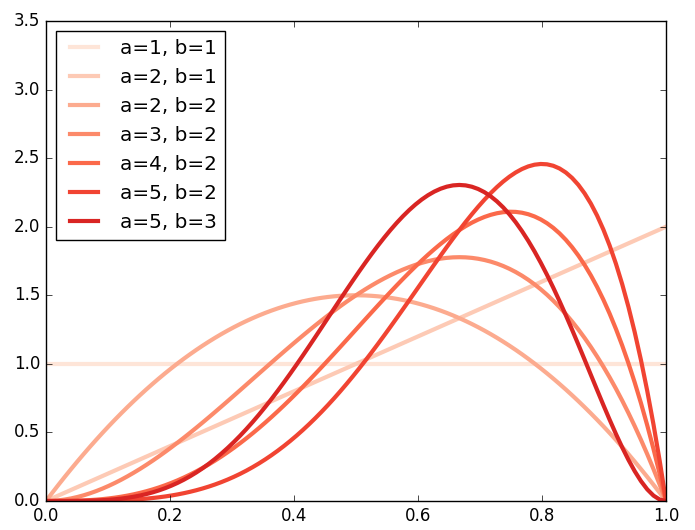 3.5
3.0
2.5
2.0
1.5
1.0
0.5
0.0
a=1, b=1
a=2, b=1
a=2, b=2
a=3, b=2
a=4, b=2
a=5, b=2
a=5, b=3
0.0 0.2 0.4 0.6 0.8 1.0